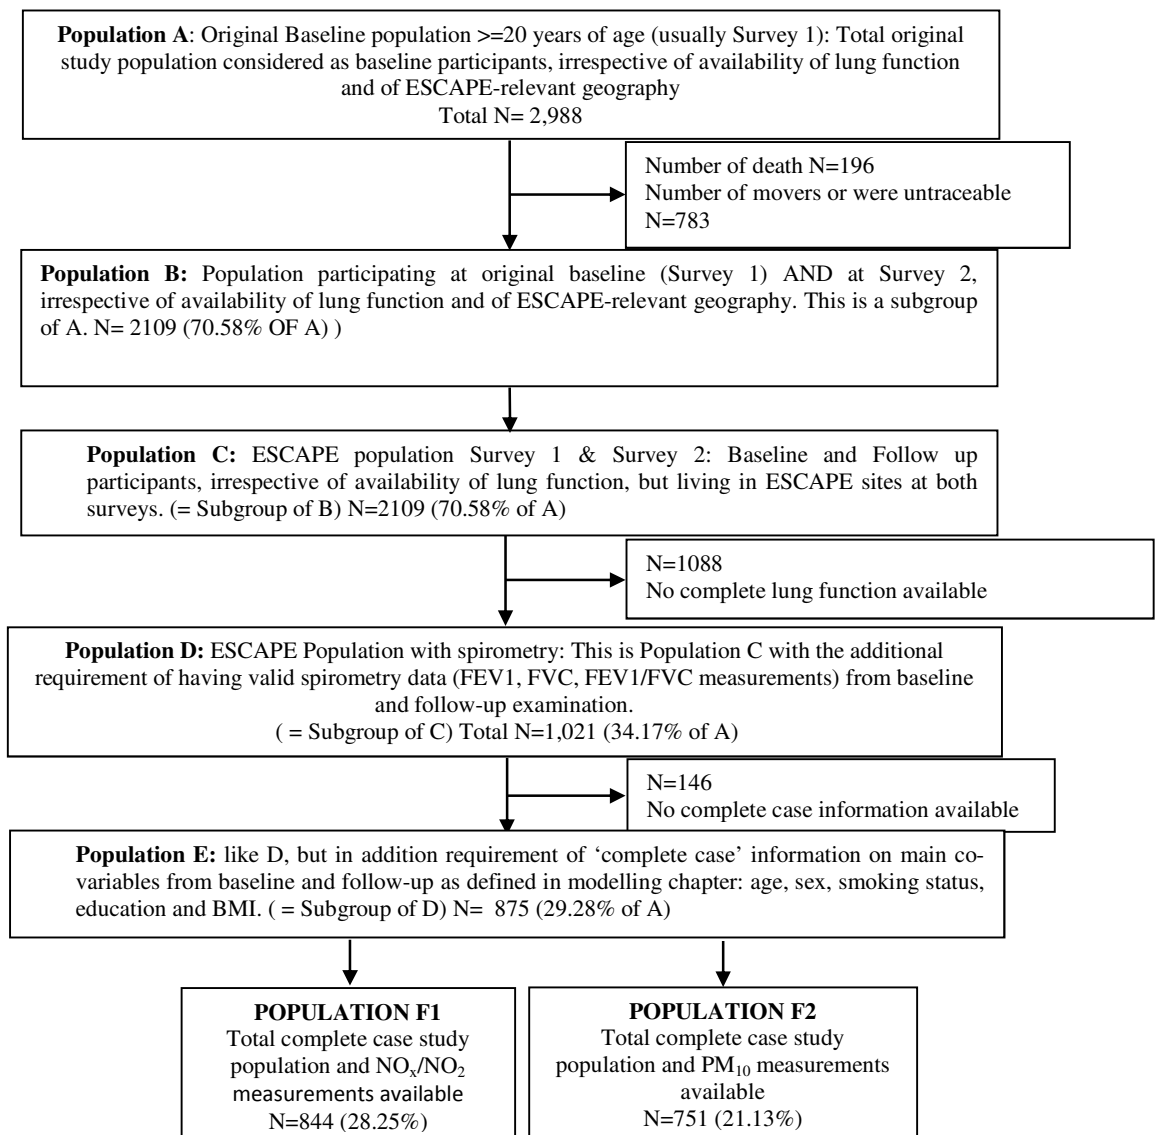 Population A: Original Baseline population >=20 years of age (usually Survey 1): Total original
study population considered as baseline participants, irrespective of availability of lung function
and of ESCAPE-relevant geography
Total N= 2,988
Number of death N=196
Number of movers or were untraceable
N=783
Population B: Population participating at original baseline (Survey 1) AND at Survey 2,
irrespective of availability of lung function and of ESCAPE-relevant geography. This is a subgroup
of A. N= 2109 (70.58% OF A) )
Population C: ESCAPE population Survey 1 & Survey 2: Baseline and Follow up
participants, irrespective of availability of lung function, but living in ESCAPE sites at both
surveys. (= Subgroup of B) N=2109 (70.58% of A)
N=1088
No complete lung function available
Population D: ESCAPE Population with spirometry: This is Population C with the additional
requirement of having valid spirometry data (FEV1, FVC, FEV1/FVC measurements) from baseline
and follow-up examination.
( = Subgroup of C) Total N=1,021 (34.17% of A)
N=146
No complete case information available
Population E: like D, but in addition requirement of ‘complete case’ information on main co-
variables from baseline and follow-up as defined in modelling chapter: age, sex, smoking status,
education and BMI. ( = Subgroup of D) N= 875 (29.28% of A)
POPULATION F1
Total complete case study
population and NOx/NO2
measurements available
N=844 (28.25%)
POPULATION F2
Total complete case study
population and PM10 measurements
available
N=751 (21.13%)